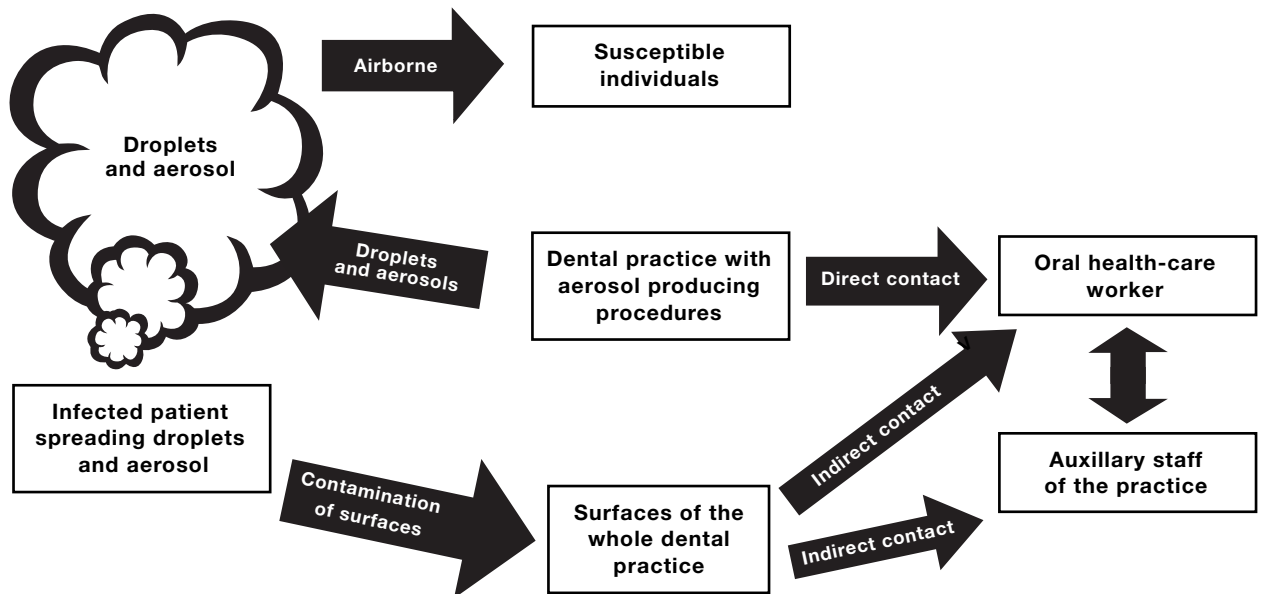 Droplets
and aerosol
Airborne
Susceptible
individuals
Droplets
and aerosols
Dental practice with
aerosol producing
procedures
Direct contact
Oral health-care
worker
Infected patient
spreading droplets
and aerosol
Contamination
of surfaces
Surfaces of the
whole dental
practice
Indirect contact
Indirect contact
Auxillary staff
of the practice